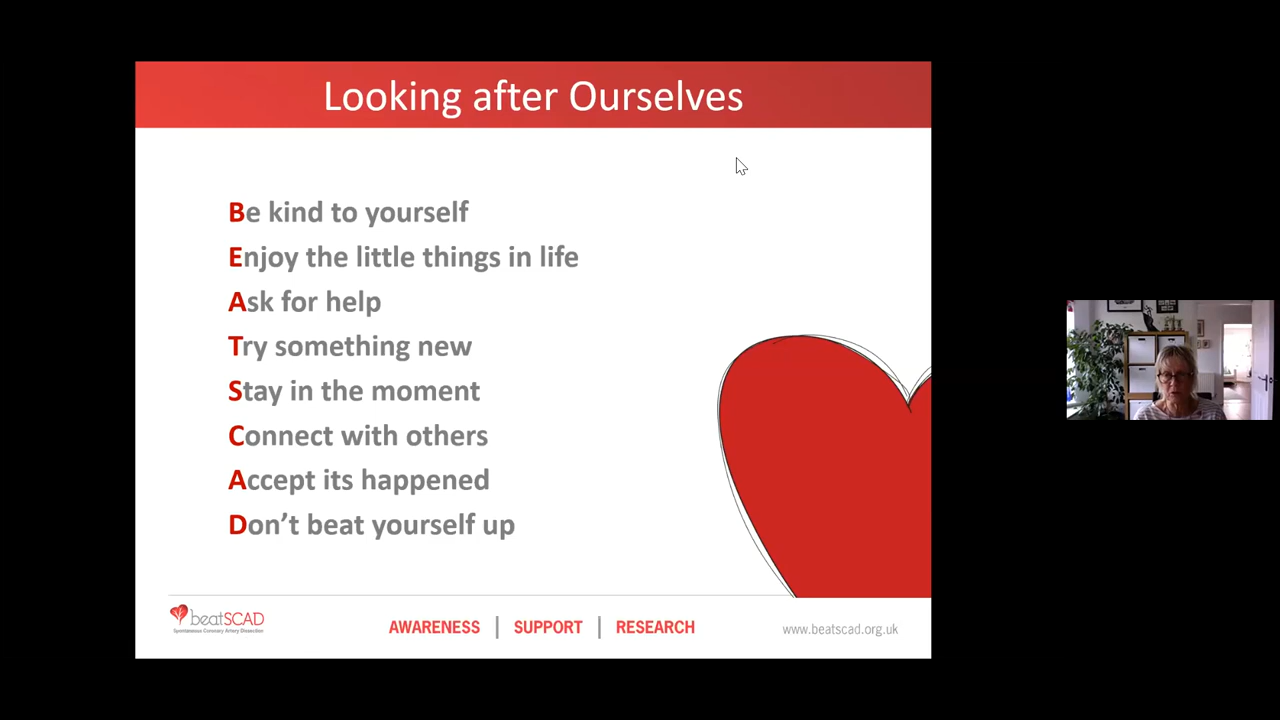 Looking after Ourselves
Be kind to yourself
Enjoy the little things in life
Ask for help
Try something new
Stay in the moment
Connect with others
Accept its happened
Don’t beat yourself up
beatSCAD
Spontaneous Coronary Artery Dissection
AWARENESS | SUPPORT | RESEARCH
www.beatscad.org.uk